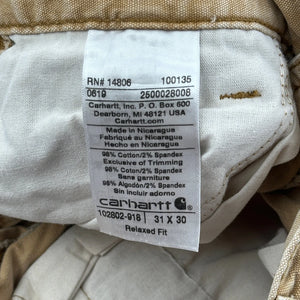 RN# 14806 100135
0619 2500028008
Carhartt, Inc. P.O. Box 600
Dearborn, MI 48121 USA
Carhartt.com
Made in Nicaragua
Fabriqué au Nicaragua
Hecho en Nicaragua
98% Cotton/2% Spandex
Exclusive of Trimming
98% Coton/2% Spandex
Sans garniture
98% Algodón/2% Spandex
Sin incluir adorno
carhartt
102802-918 31 X 30
Relaxed Fit